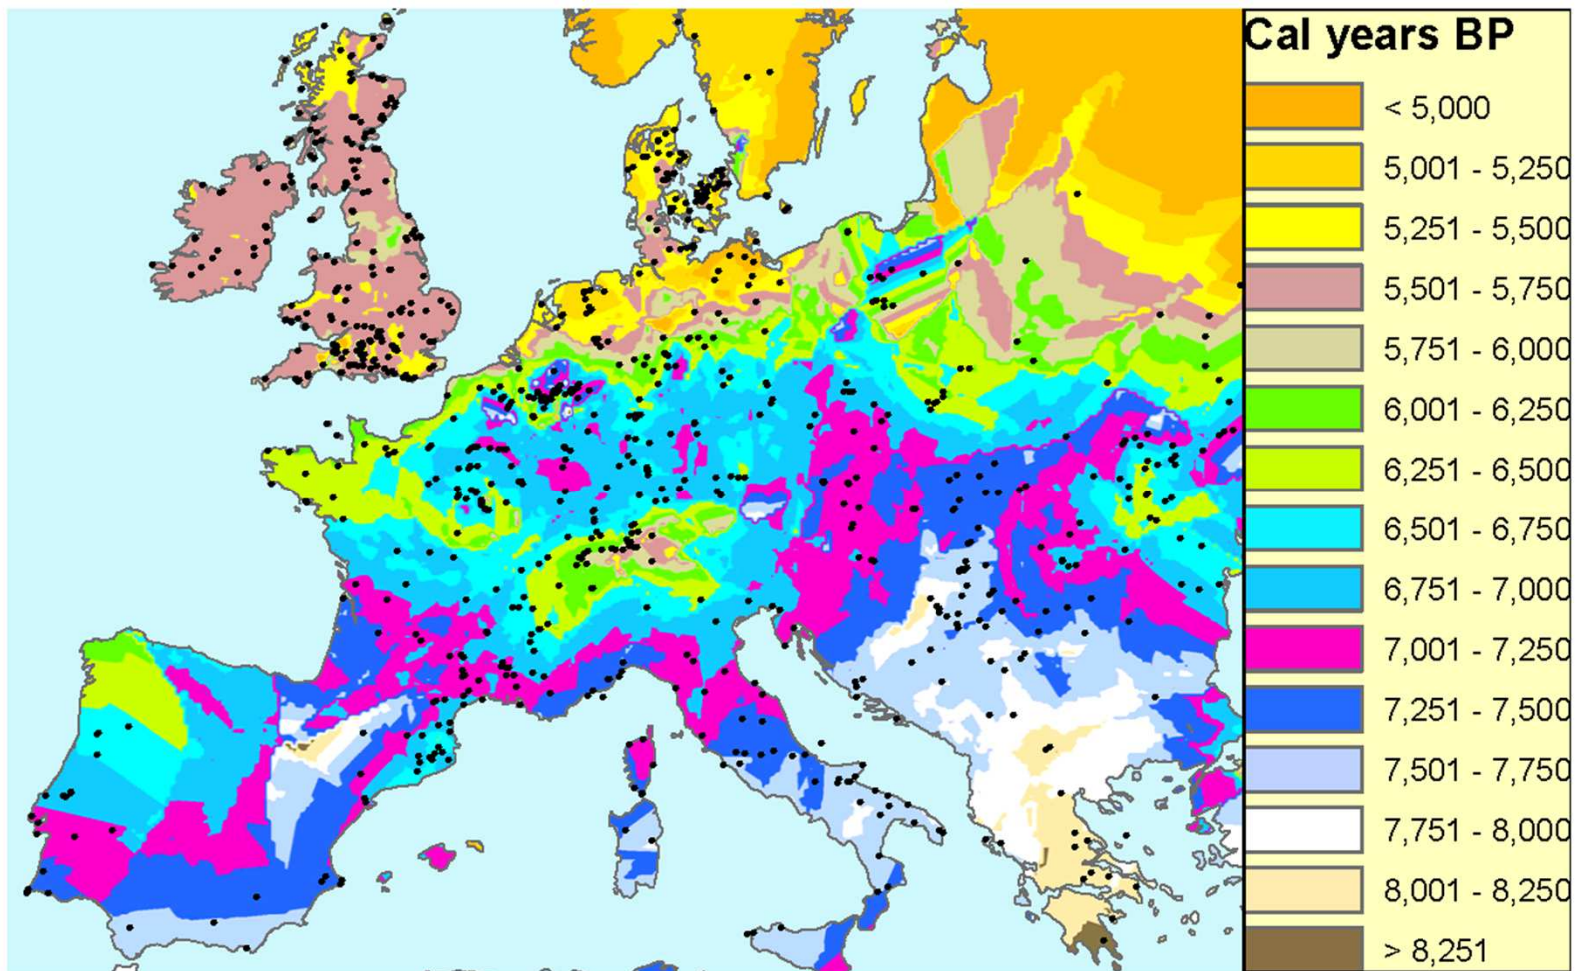 Cal years BP
< 5,000
5,001 - 5,250
5,251 - 5,500
5,501 - 5,750
5,751 - 6,000
6,001 - 6,250
6,251 - 6,500
6,501 - 6,750
6,751 - 7,000
7,001 - 7,250
7,251 - 7,500
7,501 - 7,750
7,751 - 8,000
8,001 - 8,250
> 8,251